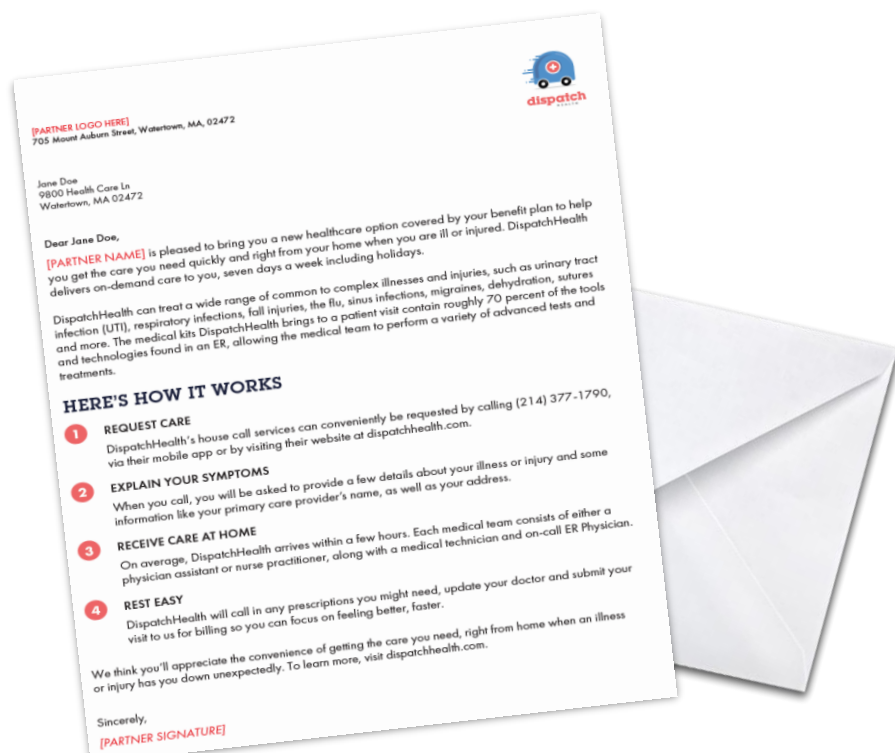 dispatch
HEALTH
[PARTNER LOGO HERE]
705 Mount Auburn Street, Watertown, MA, 02472
Jane Doe
9800 Health Care Ln
Watertown, MA 02472
Dear Jane Doe,
[PARTNER NAME] is pleased to bring you a new healthcare option covered by your benefit plan to help
you get the care you need quickly and right from your home when you are ill or injured. DispatchHealth
delivers on-demand care to you, seven days a week including holidays.
DispatchHealth can treat a wide range of common to complex illnesses and injuries, such as urinary tract
infection (UTI), respiratory infections, fall injuries, the flu, sinus infections, migraines, dehydration, sutures
and more. The medical kits DispatchHealth brings to a patient visit contain roughly 70 percent of the tools
and technologies found in an ER, allowing the medical team to perform a variety of advanced tests and
treatments.
HERE'S HOW IT WORKS
1 REQUEST CARE
DispatchHealth's house call services can conveniently be requested by calling (214) 377-1790,
via their mobile app or by visiting their website at dispatchhealth.com.
2 EXPLAIN YOUR SYMPTOMS
When you call, you will be asked to provide a few details about your illness or injury and some
information like your primary care provider's name, as well as your address.
3 RECEIVE CARE AT HOME
On average, DispatchHealth arrives within a few hours. Each medical team consists of either a
physician assistant or nurse practitioner, along with a medical technician and on-call ER Physician.
4 REST EASY
DispatchHealth will call in any prescriptions you might need, update your doctor and submit your
visit to us for billing so you can focus on feeling better, faster.
We think you'll appreciate the convenience of getting the care you need, right from home when an illness
or injury has you down unexpectedly. To learn more, visit dispatchhealth.com.
Sincerely,
[PARTNER SIGNATURE]